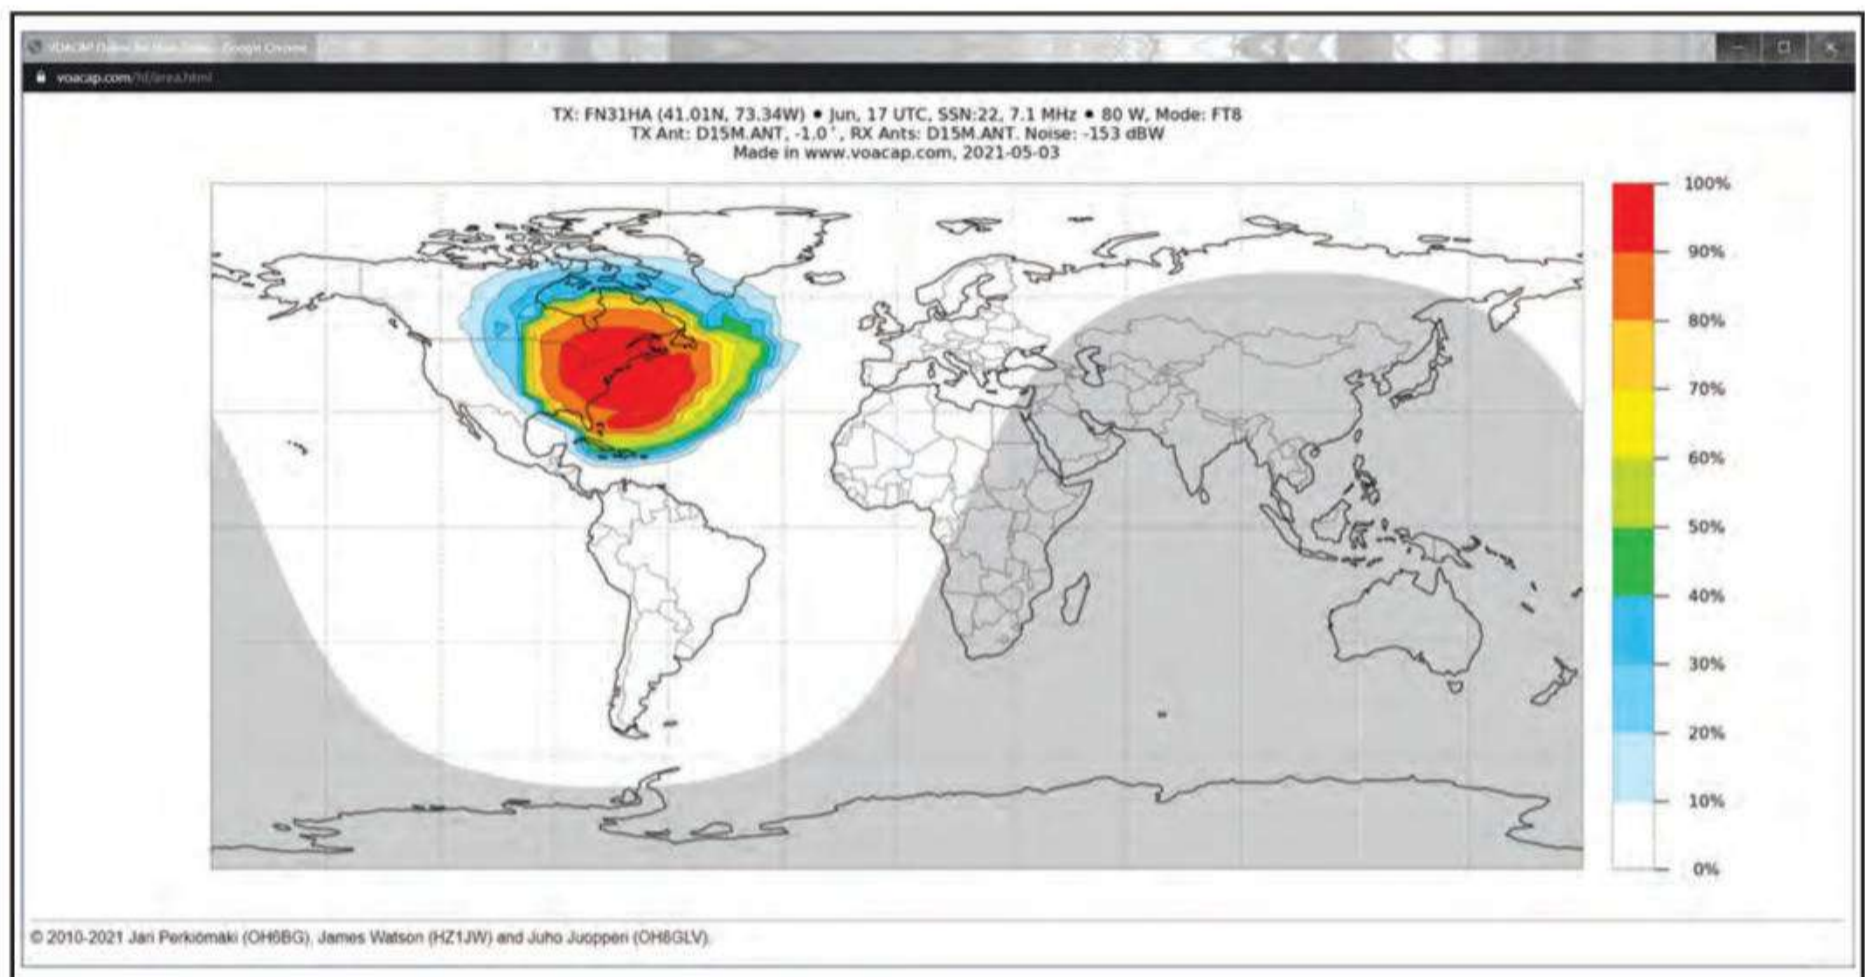 Google Chrome
voacap.com/hf/area.html
TX: FN31HA (41.01N, 73.34W) • Jun, 17 UTC, SSN:22, 7.1 MHz • 80 W, Mode: FT8
TX Ant: D15M.ANT, -1.0°, RX Ants: D15M.ANT. Noise: -153 dBW
Made in www.voacap.com, 2021-05-03
100%
90%
80%
70%
60%
50%
40%
30%
20%
10%
0%
© 2010-2021 Jari Perkiömäki (OH6BG), James Watson (HZ1JW) and Juho Juopperi (OH8GLV).